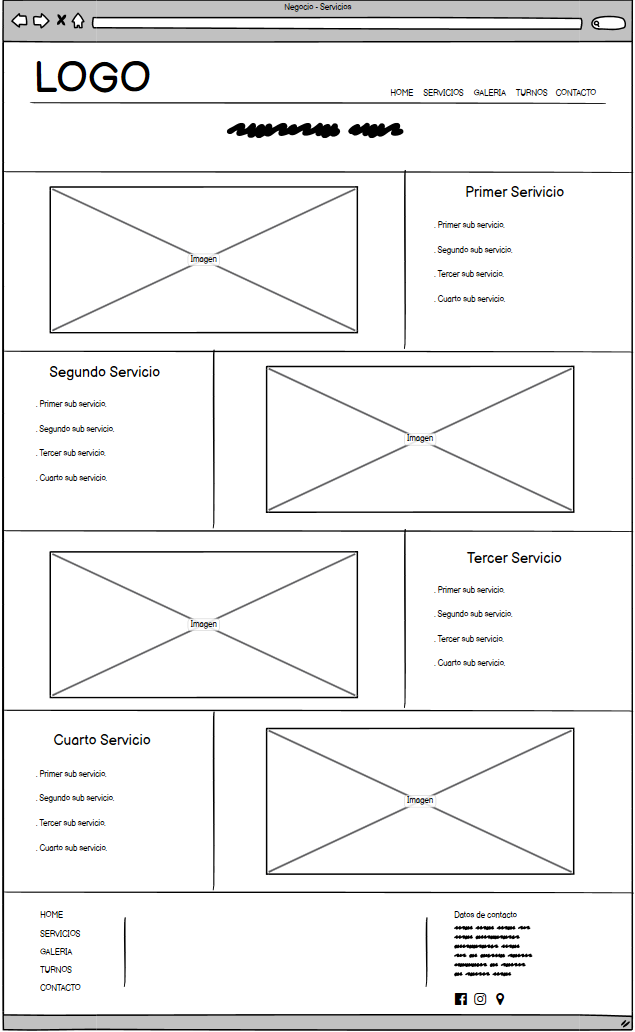 Negocio - Servicios
LOGO
HOME SERVICIOS GALERIA TURNOS CONTACTO
Imagen
Primer Serivicio
. Primer sub servicio.
. Segundo sub servicio.
. Tercer sub servicio.
. Cuarto sub servicio.
Segundo Servicio
. Primer sub servicio.
. Segundo sub servicio.
. Tercer sub servicio.
. Cuarto sub servicio.
Imagen
Imagen
Tercer Servicio
. Primer sub servicio.
. Segundo sub servicio.
. Tercer sub servicio.
. Cuarto sub servicio.
Cuarto Servicio
. Primer sub servicio.
. Segundo sub servicio.
. Tercer sub servicio.
. Cuarto sub servicio.
Imagen
HOME
SERVICIOS
GALERIA
TURNOS
CONTACTO
Datos de contacto